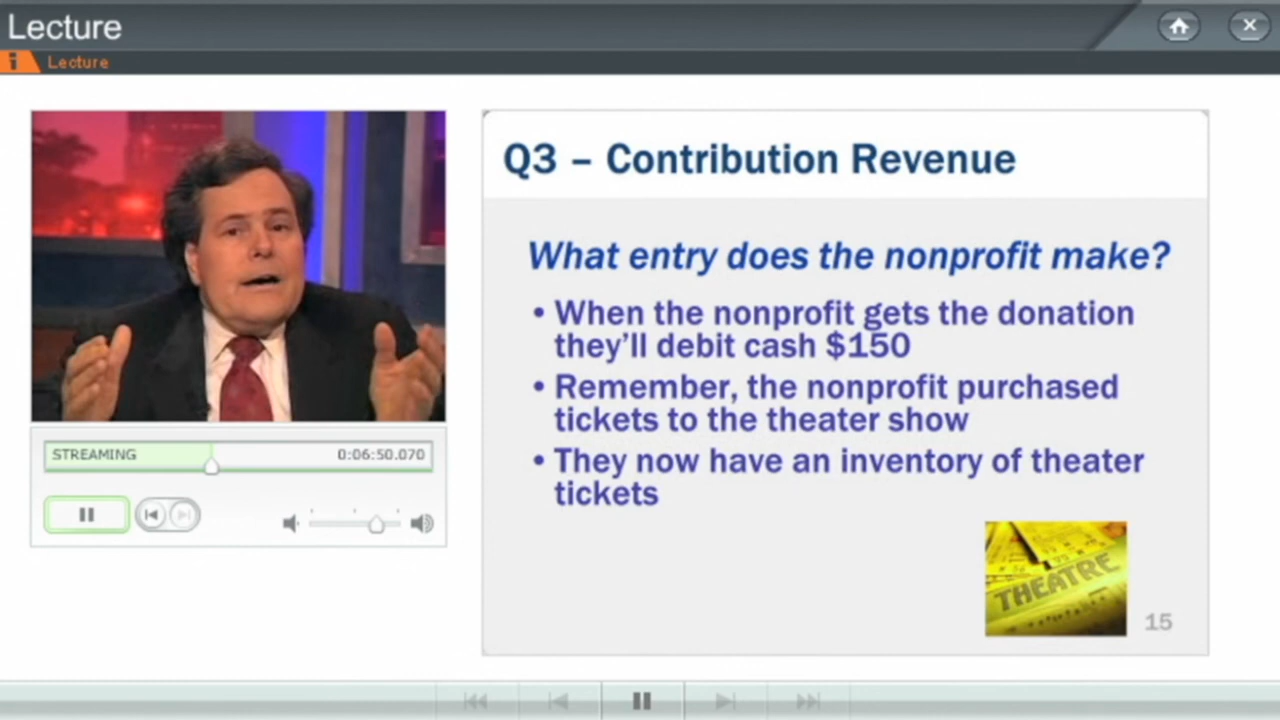 Lecture
i Lecture
Q3 – Contribution Revenue
What entry does the nonprofit make?
• When the nonprofit gets the donation
they'll debit cash $150
• Remember, the nonprofit purchased
tickets to the theater show
• They now have an inventory of theater
tickets
STREAMING 0:06:50.070
THEATRE
15